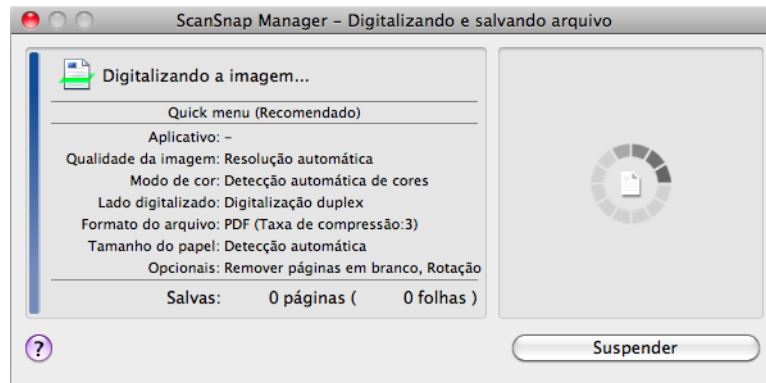 ScanSnap Manager – Digitalizando e salvando arquivo
Digitalizando a imagem...
Quick menu (Recomendado)
Aplicativo: –
Qualidade da imagem: Resolução automática
Modo de cor: Detecção automática de cores
Lado digitalizado: Digitalização duplex
Formato do arquivo: PDF (Taxa de compressão:3)
Tamanho do papel: Detecção automática
Opcionais: Remover páginas em branco, Rotação
Salvas: 0 páginas ( 0 folhas )
?
Suspender